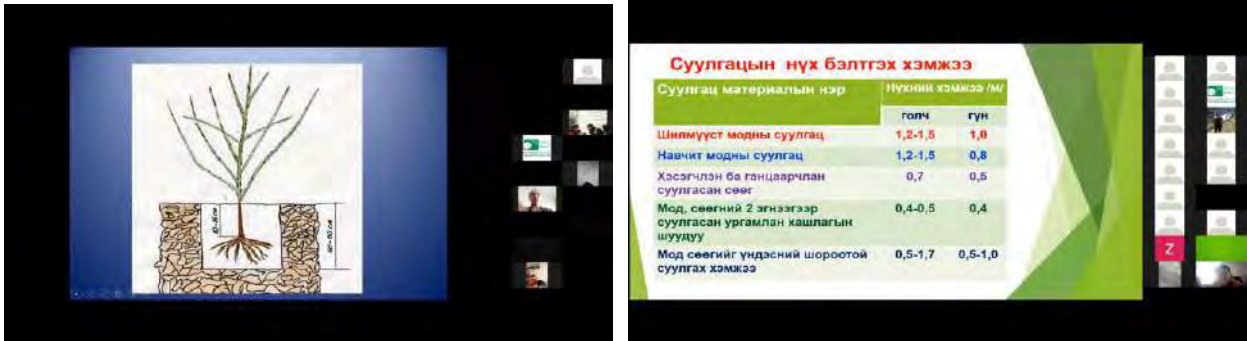 Суулгацын нүх бэлтгэх хэмжээ
Суулгац материалын нэр
Нүхний хэмжээ /м/
голч
гүн
Шилмүүст модны суулгац
1,2-1,5
1,0
Навчит модны суулгац
1,2-1,5
0,8
Хэсэгчлэн ба ганцаарчлан
суулгасан сөөг
0,7
0,5
Мод, сөөгний 2 эгнээгээр
суулгасан ургамлан хашлагын
шуудуу
0,4-0,5
0,4
Мод сөөгийг үндэсний шороотой
суулгах хэмжээ
0,5-1,7
0,5-1,0
Z